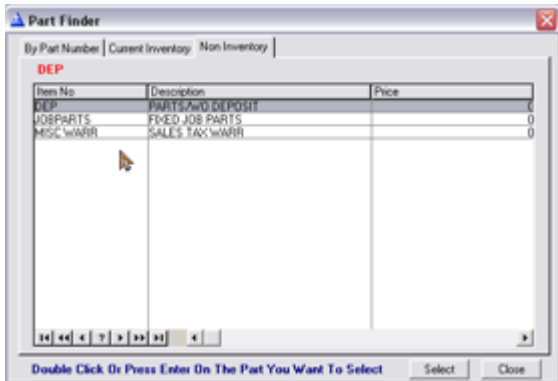 Part Finder
By Part Number Current Inventory Non Inventory
DEP
Item No Description Price
DEP PARTS/WO DEPOSIT 0
JOBPARTS FIXED JOB PARTS 0
MISC WARR SALES TAX WARR 0
?
Double Click Or Press Enter On The Part You Want To Select Select Close